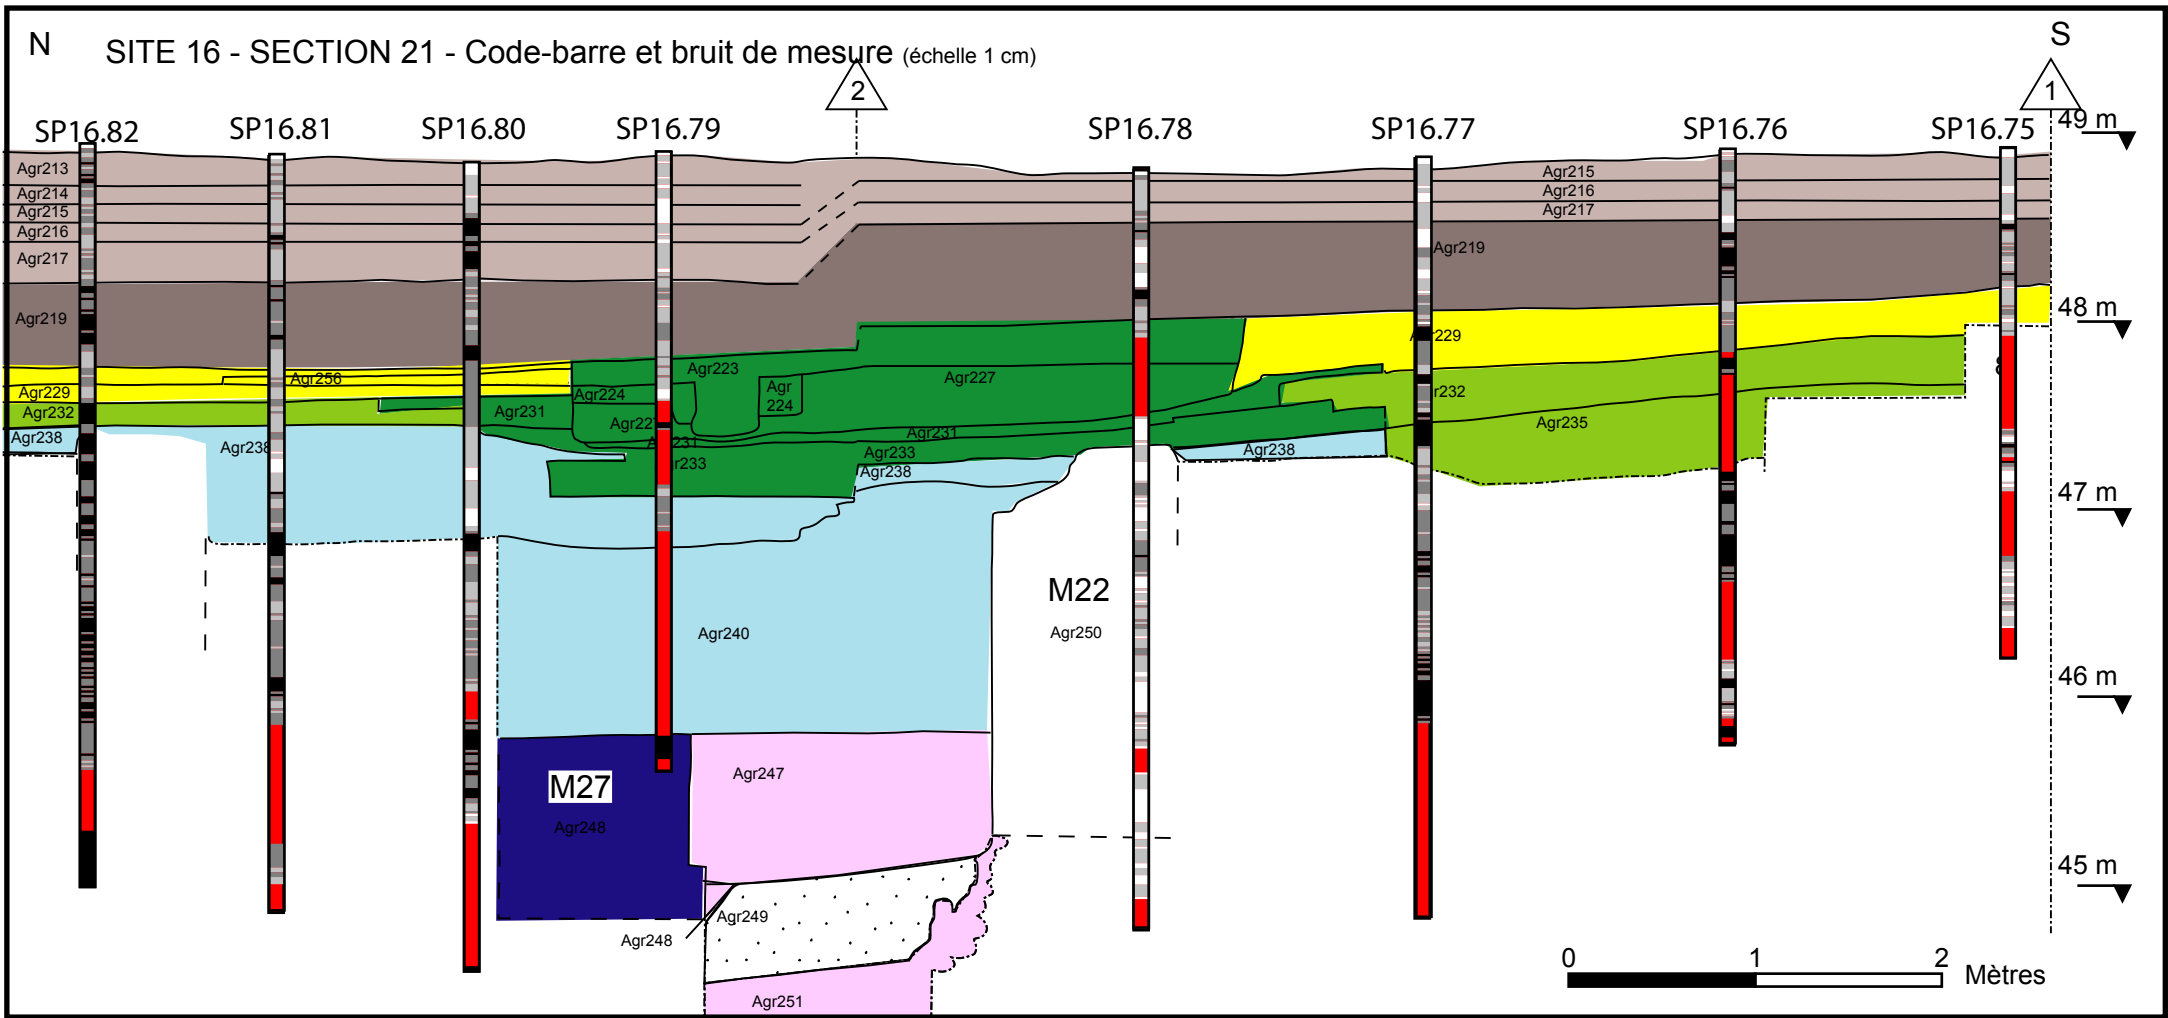 N
SITE 16 - SECTION 21 - Code-barre et bruit de mesure (échelle 1 cm)
S
2
1
SP16.82 SP16.81 SP16.80 SP16.79 SP16.78 SP16.77 SP16.76 SP16.75
49 m
Agr213
Agr214
Agr215
Agr216
Agr217
Agr219
Agr215
Agr216
Agr217
Agr219
48 m
Agr229
Agr232
Agr238
Agr256
Agr238
Agr223
Agr224
Agr
224
Agr227
Agr231
Agr227
Agr231
Agr231
Agr233
Agr233
Agr238
Agr229
Agr232
Agr235
Agr238
47 m
M22
Agr250
Agr240
46 m
M27
Agr248
Agr247
45 m
Agr249
Agr248
Agr251
0 1 2
Mètres